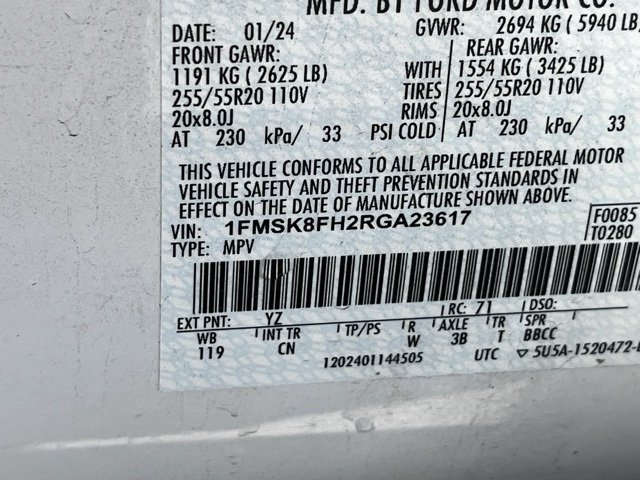 MFD. BY FORD MOTOR CO.
DATE: 01/24 GVWR: 2694 KG ( 5940 LB
FRONT GAWR: REAR GAWR:
1191 KG ( 2625 LB) WITH 1554 KG ( 3425 LB)
255/55R20 110V TIRES 255/55R20 110V
20x8.0J RIMS 20x8.0J
AT 230 kPa/ 33 PSI COLD AT 230 kPa/ 33
THIS VEHICLE CONFORMS TO ALL APPLICABLE FEDERAL MOTOR
VEHICLE SAFETY AND THEFT PREVENTION STANDARDS IN
EFFECT ON THE DATE OF MANUFACTURE SHOWN ABOVE.
VIN: 1FMSK8FH2RGA23617 F0085
TYPE: MPV T0280
EXT PNT: YZ RC: 71 DSO:
WB INT TR TP/PS R AXLE TR SPR
119 CN W 3B T BBCC
1202401144505 UTC ▽ 5U5A-1520472-